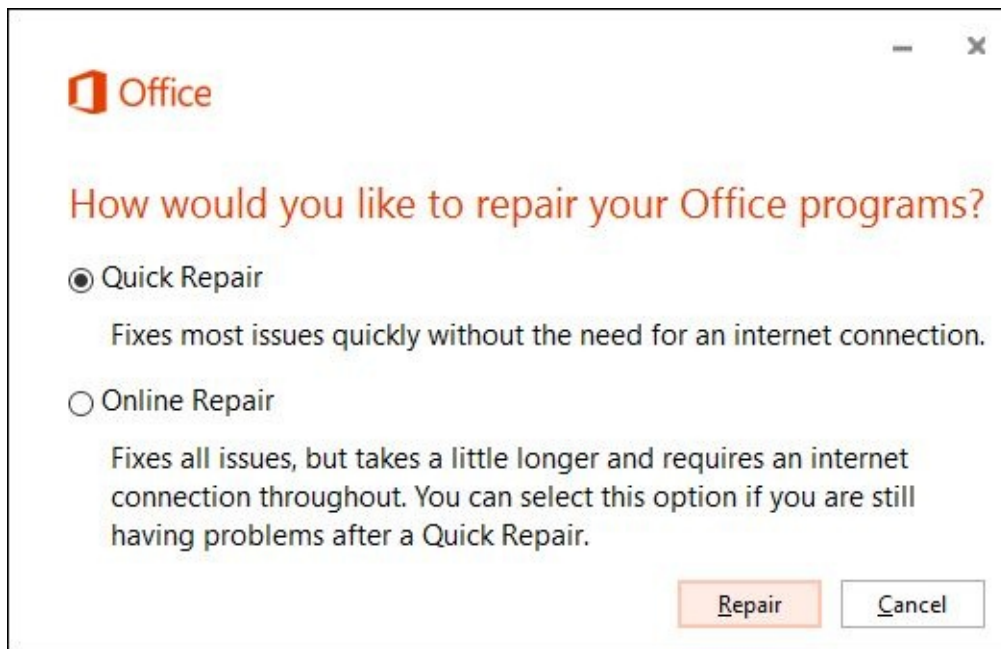 Office
How would you like to repair your Office programs?
Quick Repair
Fixes most issues quickly without the need for an internet connection.
Online Repair
Fixes all issues, but takes a little longer and requires an internet
connection throughout. You can select this option if you are still
having problems after a Quick Repair.
Repair Cancel